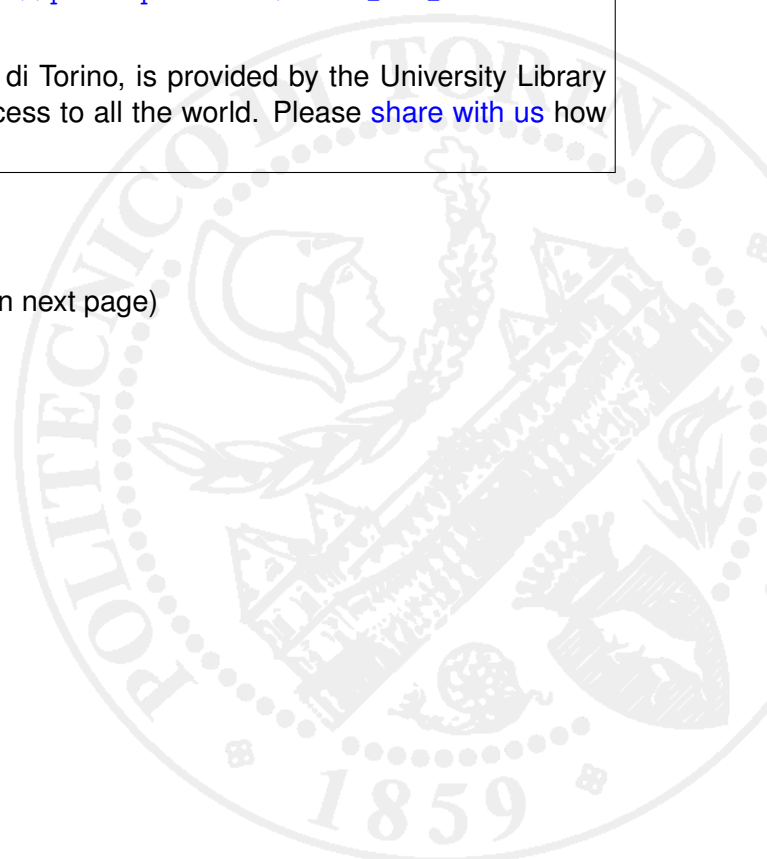 di Torino, is provided by the University Library
cess to all the world. Please share with us how
n next page)
POLITECNICO DI TORINO
1859